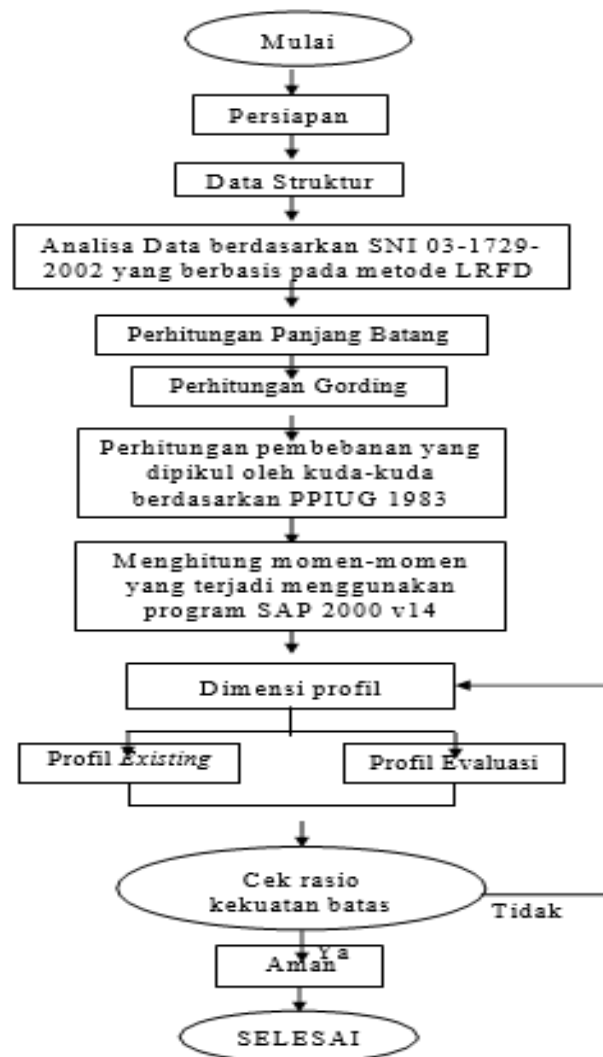 Mulai
Persiapan
Data Struktur
Analisa Data berdasarkan SNI 03-1729-
2002 yang berbasis pada metode LRFD
Perhitungan Panjang Batang
Perhitungan Gording
Perhitungan pembebanan yang
dipikul oleh kuda-kuda
berdasarkan PPIUG 1983
Menghitung momen-momen
yang terjadi menggunakan
program SAP 2000 v14
Dimensi profil
Profil Existing
Profil Evaluasi
Cek rasio
kekuatan batas
Tidak
Ya
Aman
SELESAI